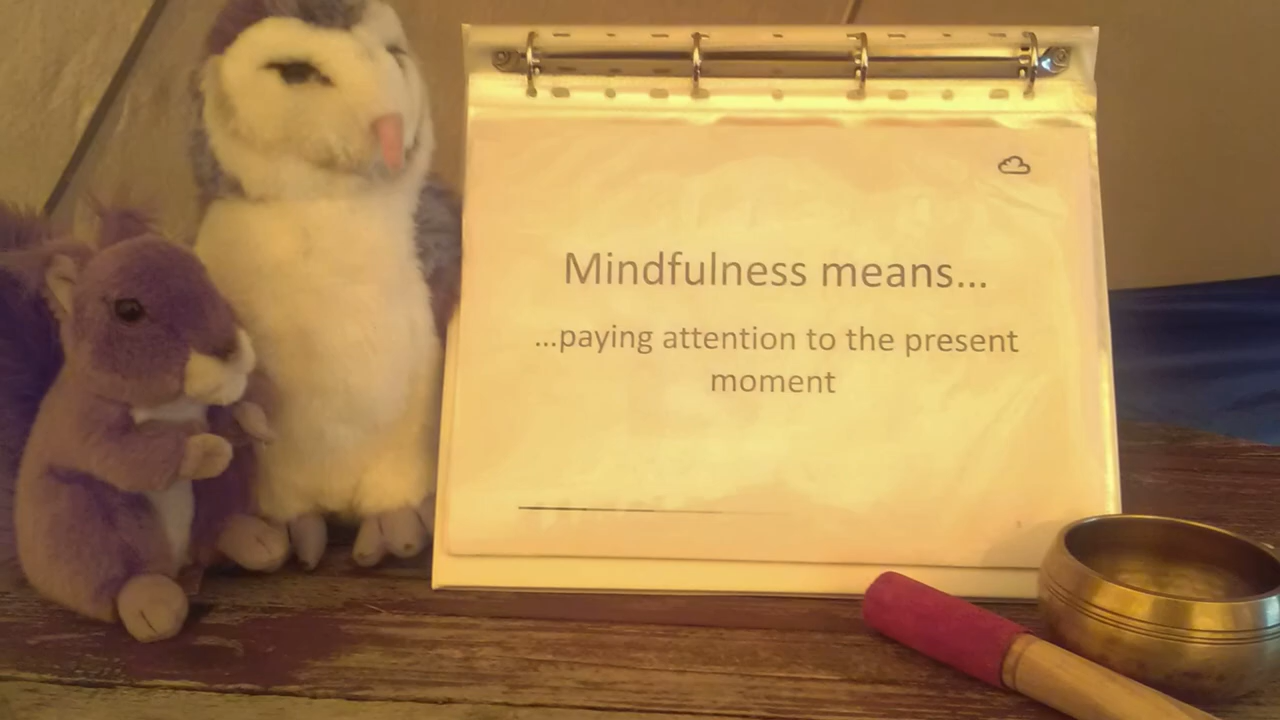 Mindfulness means...
...paying attention to the present
moment